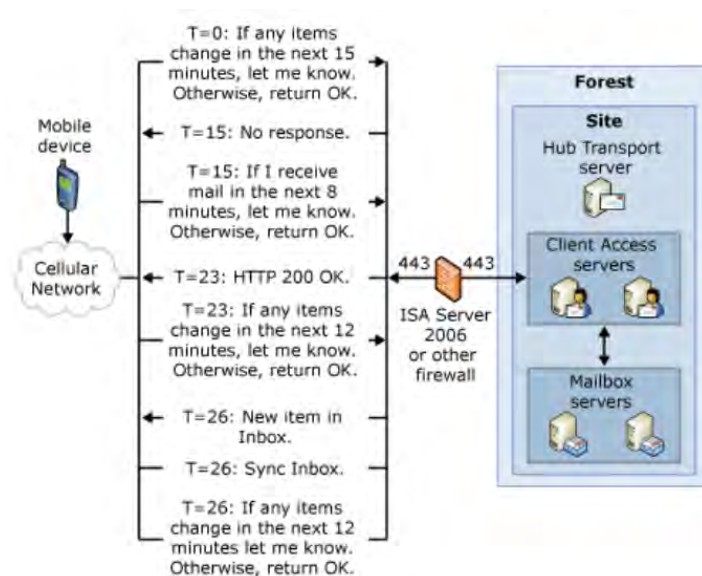 T=0: If any items
change in the next 15
minutes, let me know.
Otherwise, return OK.
T=15: No response.
T=15: If I receive
mail in the next 8
minutes, let me know.
Otherwise, return OK.
T=23: HTTP 200 OK.
T=23: If any items
change in the next 12
minutes, let me know.
Otherwise, return OK.
T=26: New item in
Inbox.
T=26: Sync Inbox.
T=26: If any items
change in the next 12
minutes let me know.
Otherwise, return OK.
Mobile
device
Cellular
Network
443
443
ISA Server
2006
or other
firewall
Forest
Site
Hub Transport
server
Client Access
servers
Mailbox
servers